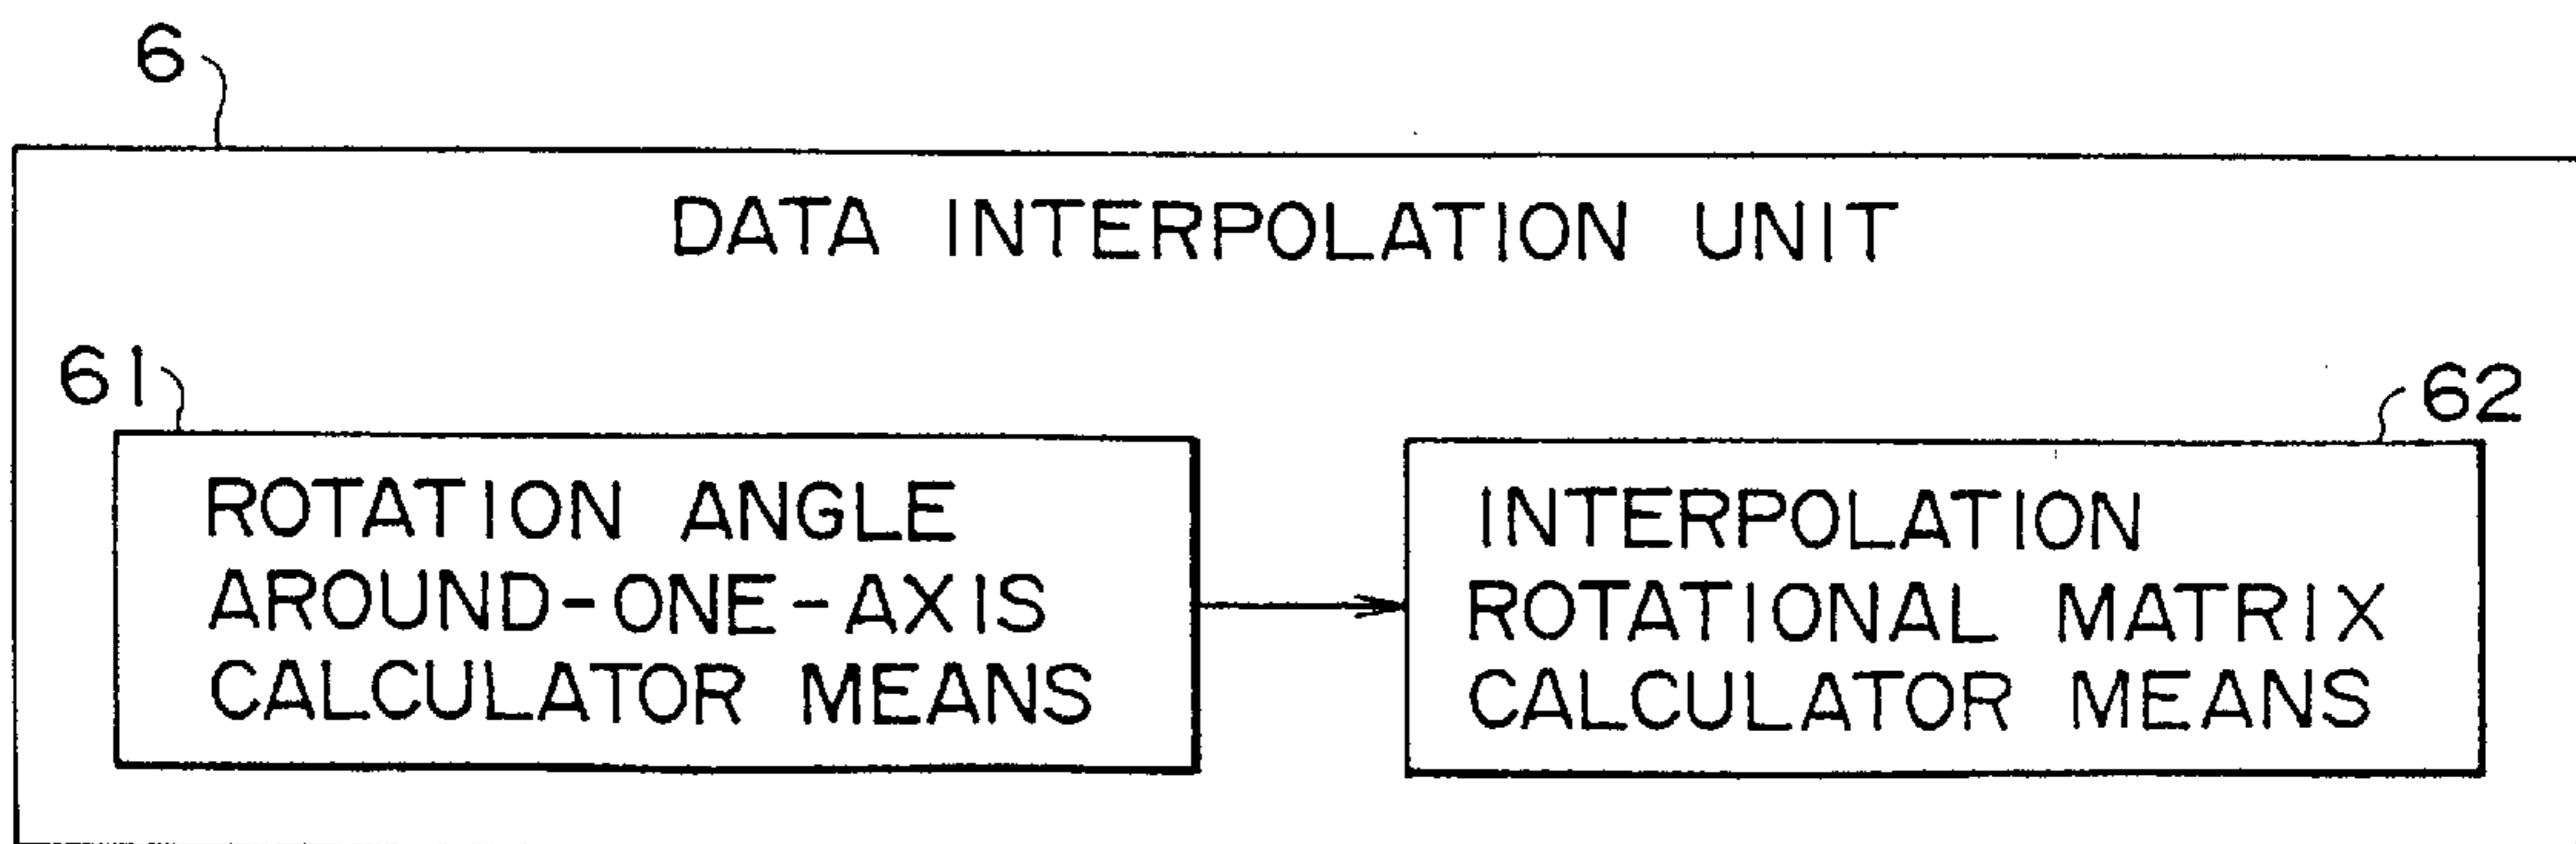 6
DATA INTERPOLATION UNIT
61
62
ROTATION ANGLE
AROUND-ONE-AXIS
CALCULATOR MEANS
INTERPOLATION
ROTATIONAL MATRIX
CALCULATOR MEANS